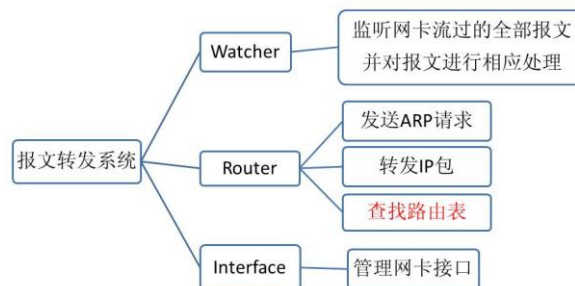 Watcher
监听网卡流过的全部报文
并对报文进行相应处理
报文转发系统
Router
发送ARP请求
转发IP包
查找路由表
Interface
管理网卡接口